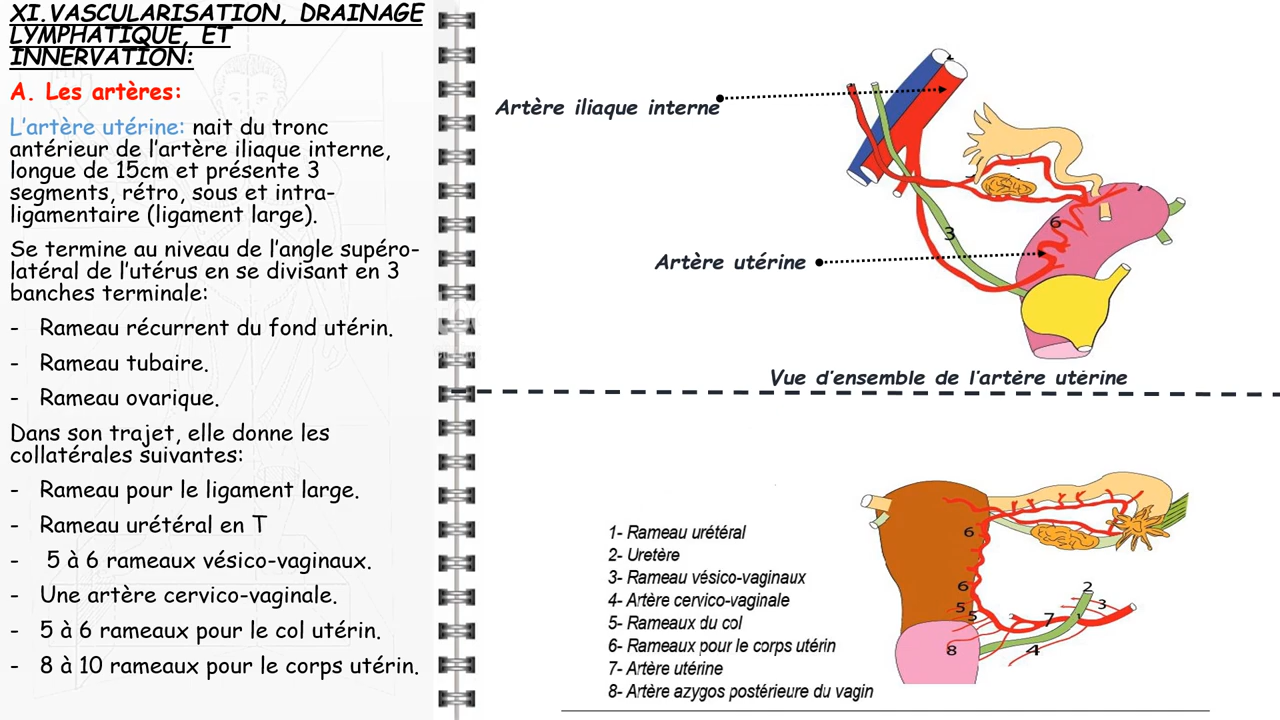 XI.VASCULARISATION, DRAINAGE
LYMPHATIQUE, ET
INNERVATION:
A. Les artères:
L'artère utérine: nait du tronc
antérieur de l'artère iliaque interne,
longue de 15cm et présente 3
segments, rétro, sous et intra-
ligamentaire (ligament large).
Se termine au niveau de l'angle supéro-
latéral de l'utérus en se divisant en 3
banches terminale:
- Rameau récurrent du fond utérin.
- Rameau tubaire.
- Rameau ovarique.
Dans son trajet, elle donne les
collatérales suivantes:
- Rameau pour le ligament large.
- Rameau urétéral en T
- 5 à 6 rameaux vésico-vaginaux.
- Une artère cervico-vaginale.
- 5 à 6 rameaux pour le col utérin.
- 8 à 10 rameaux pour le corps utérin.
Artère iliaque interne
6
3
Artère utérine
Vue d'ensemble de l'artère utérine
1- Rameau urétéral
2- Uretère
3- Rameau vésico-vaginaux
4- Artère cervico-vaginale
5- Rameaux du col
6- Rameaux pour le corps utérin
7- Artère utérine
8- Artère azygos postérieure du vagin
6
6
2
3
5
5
7
8
4